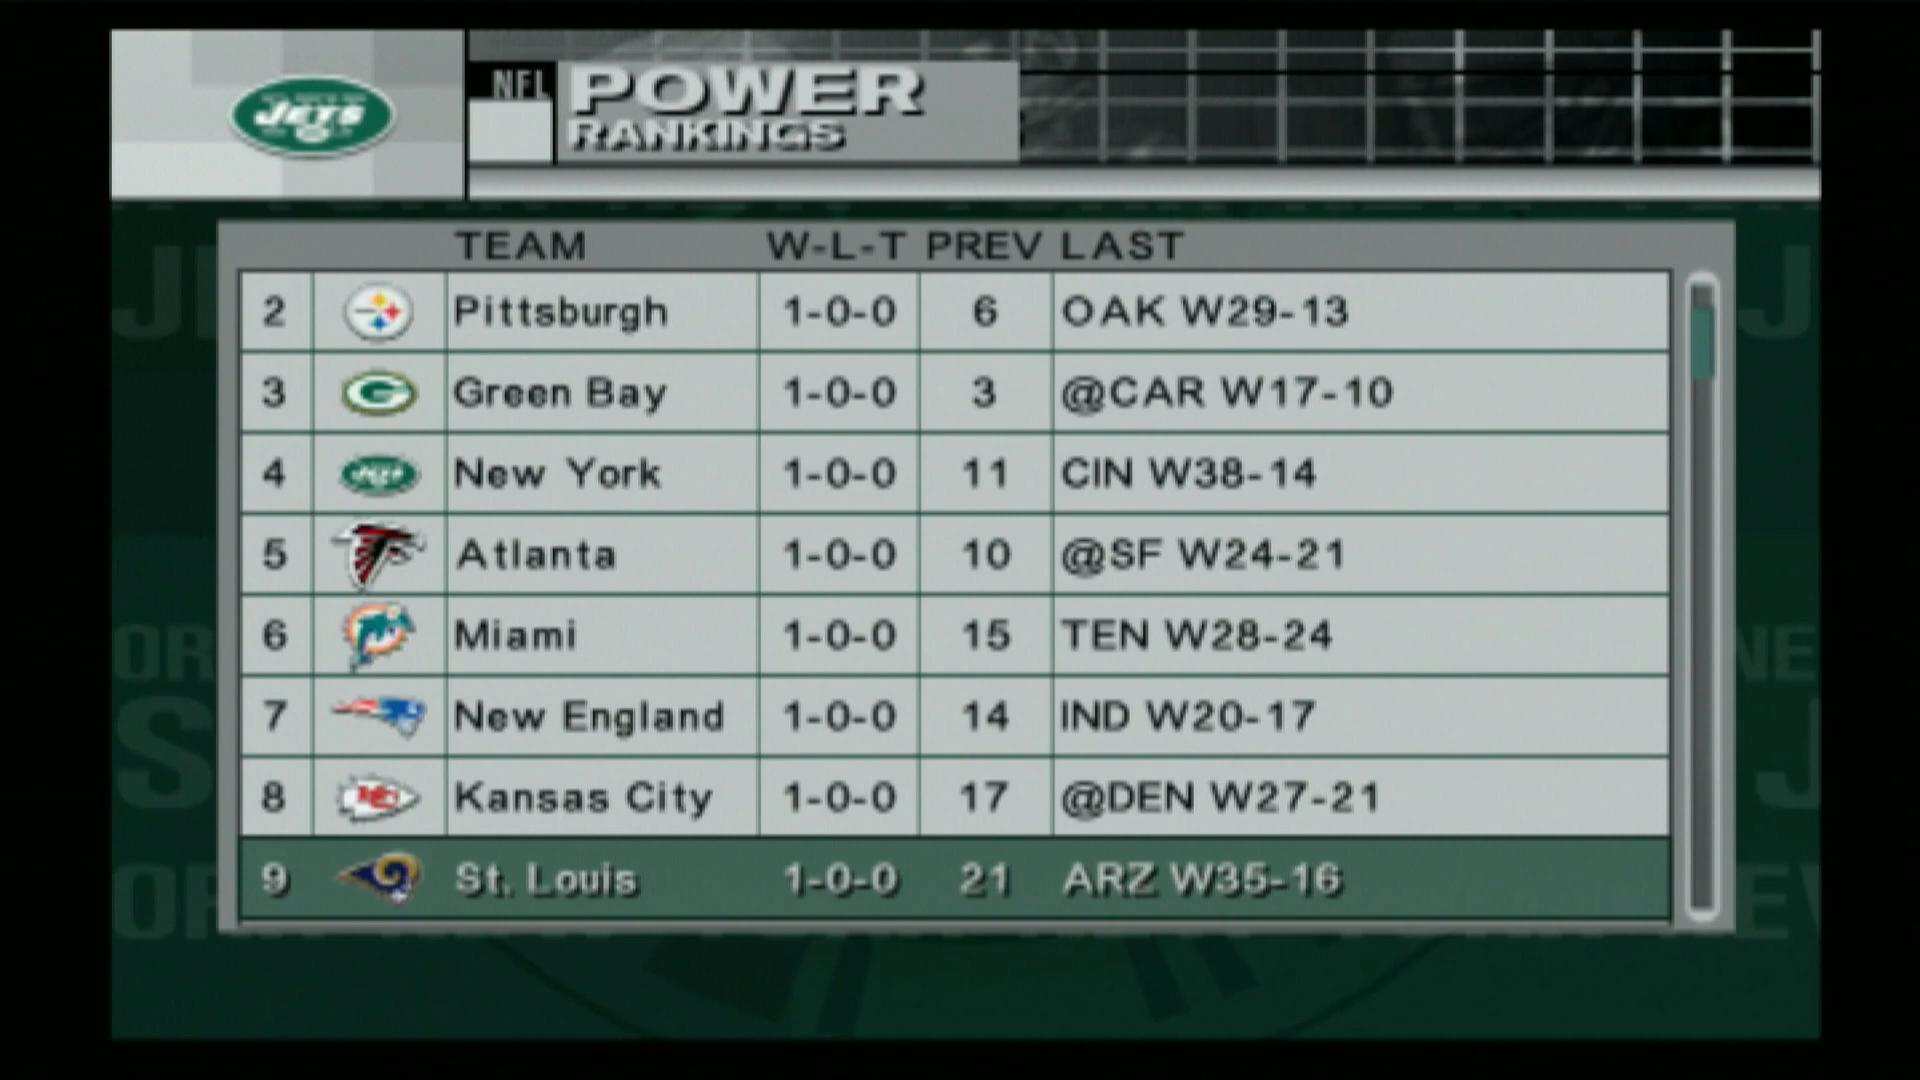 JETS
NFL
POWER
RANKINGS
TEAM W-L-T PREV LAST
2 Pittsburgh 1-0-0 6 OAK W29-13
3 Green Bay 1-0-0 3 @CAR W17-10
4 JETS New York 1-0-0 11 CIN W38-14
5 Atlanta 1-0-0 10 @SF W24-21
6 Miami 1-0-0 15 TEN W28-24
7 New England 1-0-0 14 IND W20-17
8 Kansas City 1-0-0 17 @DEN W27-21
9 St. Louis 1-0-0 21 ARZ W35-16